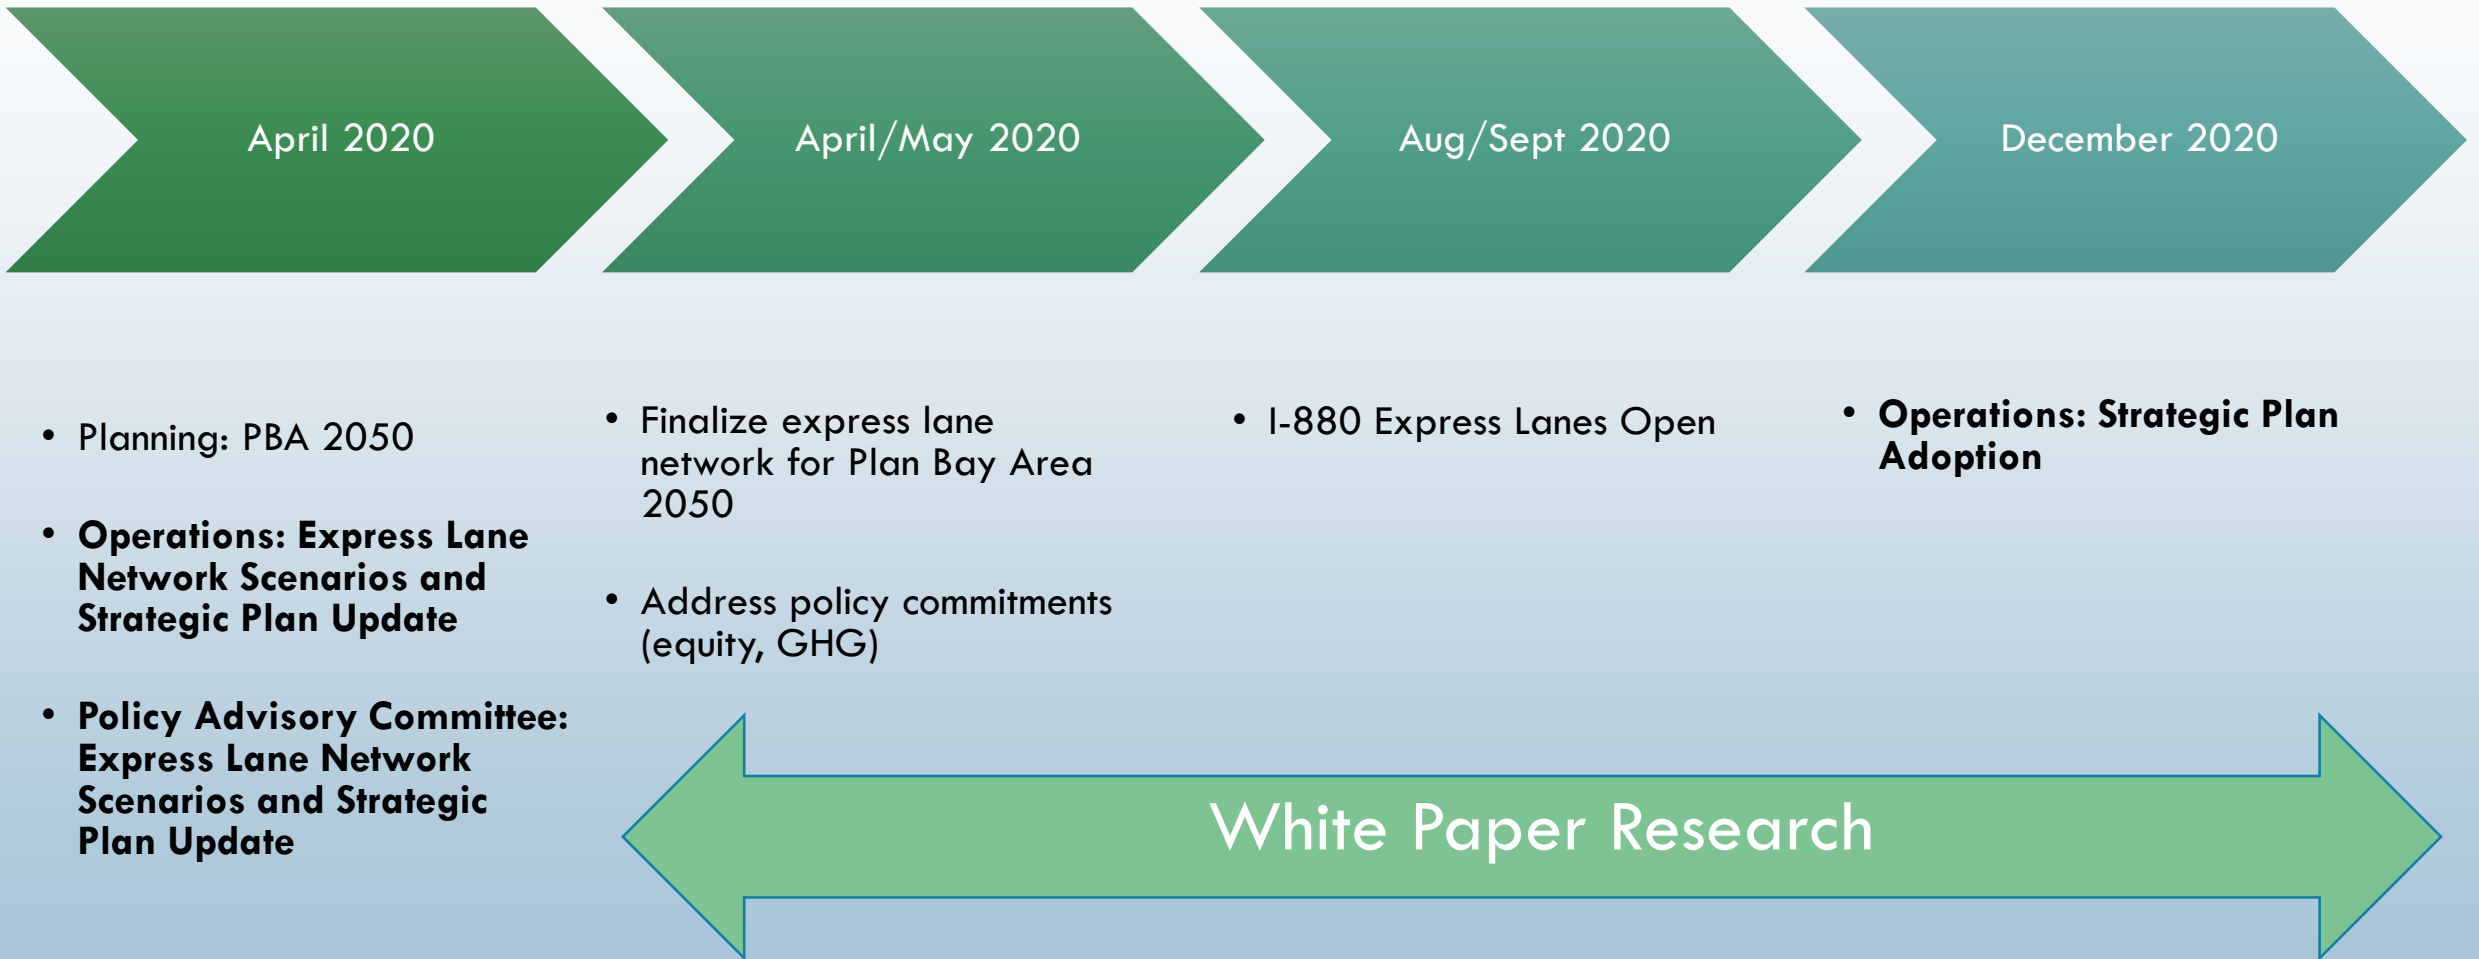 April 2020
April/May 2020
Aug/Sept 2020
December 2020
• Planning: PBA 2050
• Operations: Express Lane
Network Scenarios and
Strategic Plan Update
• Policy Advisory Committee:
Express Lane Network
Scenarios and Strategic
Plan Update
• Finalize express lane
network for Plan Bay Area
2050
• Address policy commitments
(equity, GHG)
• I-880 Express Lanes Open
• Operations: Strategic Plan
Adoption
White Paper Research